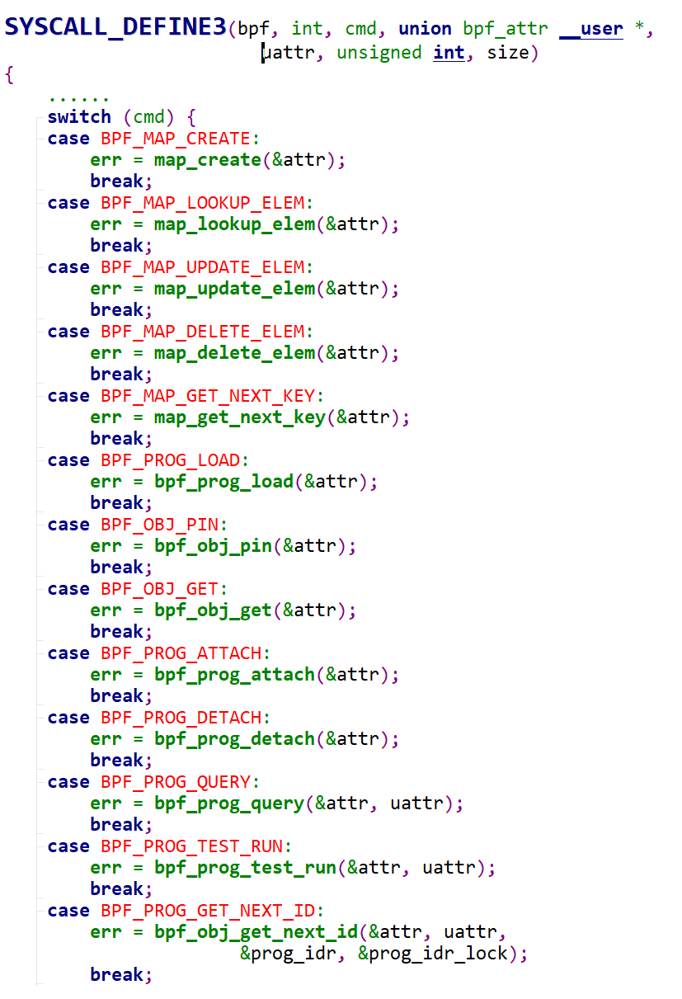 SYSCALL_DEFINE3(bpf, int, cmd, union bpf_attr __user *,
uattr, unsigned int, size)
{
......
switch (cmd) {
case BPF_MAP_CREATE:
err = map_create(&attr);
break;
case BPF_MAP_LOOKUP_ELEM:
err = map_lookup_elem(&attr);
break;
case BPF_MAP_UPDATE_ELEM:
err = map_update_elem(&attr);
break;
case BPF_MAP_DELETE_ELEM:
err = map_delete_elem(&attr);
break;
case BPF_MAP_GET_NEXT_KEY:
err = map_get_next_key(&attr);
break;
case BPF_PROG_LOAD:
err = bpf_prog_load(&attr);
break;
case BPF_OBJ_PIN:
err = bpf_obj_pin(&attr);
break;
case BPF_OBJ_GET:
err = bpf_obj_get(&attr);
break;
case BPF_PROG_ATTACH:
err = bpf_prog_attach(&attr);
break;
case BPF_PROG_DETACH:
err = bpf_prog_detach(&attr);
break;
case BPF_PROG_QUERY:
err = bpf_prog_query(&attr, uattr);
break;
case BPF_PROG_TEST_RUN:
err = bpf_prog_test_run(&attr, uattr);
break;
case BPF_PROG_GET_NEXT_ID:
err = bpf_obj_get_next_id(&attr, uattr,
&prog_idr, &prog_idr_lock);
break;